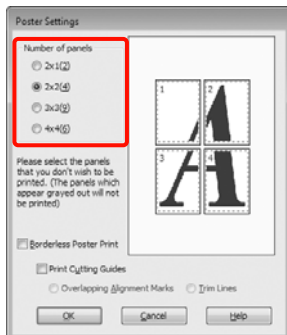 Poster Settings
Number of panels
2x1(2)
2x2(4)
3x3(9)
4x4(6)
1
2
3
4
Please select the panels
that you don't wish to be
printed. (The panels which
appear grayed out will not
be printed)
Borderless Poster Print
Print Cutting Guides
Overlapping Alignment Marks
Trim Lines
OK
Cancel
Help